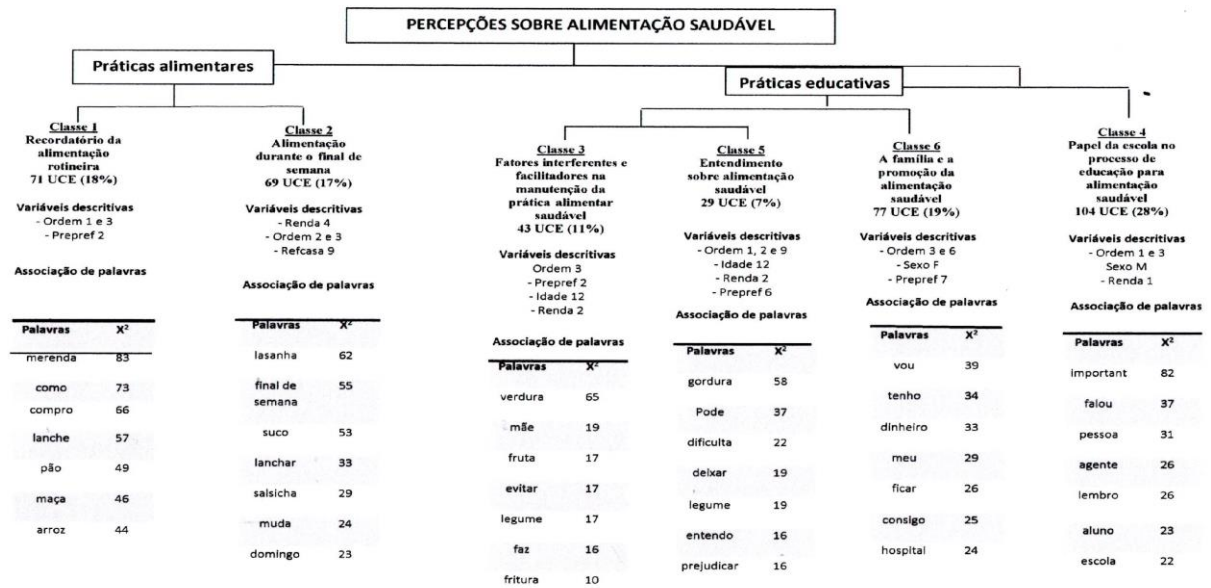 PERCEPÇÕES SOBRE ALIMENTAÇÃO SAUDÁVEL
Práticas alimentares
Práticas educativas
Classe 1
Recordatório da
alimentação
rotineira
71 UCE (18%)
Variáveis descritivas
- Ordem 1 e 3
- Prepref 2
Associação de palavras
Palavras X²
merenda 83
como 73
compro 66
lanche 57
pão 49
maça 46
arroz 44
Classe 2
Alimentação
durante o final de
semana
69 UCE (17%)
Variáveis descritivas
- Renda 4
- Ordem 2 e 3
- Refcasa 9
Associação de palavras
Palavras X²
lasanha 62
final de 55
semana
suco 53
lanchar 33
salsicha 29
muda 24
domingo 23
Classe 3
Fatores interferentes e
facilitadores na
manutenção da
prática alimentar
saudável
43 UCE (11%)
Variáveis descritivas
Ordem 3
- Prepref 2
- Idade 12
- Renda 2
Associação de palavras
Palavras X²
verdura 65
mãe 19
fruta 17
evitar 17
legume 17
faz 16
fritura 10
Classe 5
Entendimento
sobre alimentação
saudável
29 UCE (7%)
Variáveis descritivas
- Ordem 1, 2 e 9
- Idade 12
- Renda 2
- Prepref 6
Associação de palavras
Palavras X²
gordura 58
Pode 37
dificulta 22
deixar 19
legume 19
entendo 16
prejudicar 16
Classe 6
A família e a
promoção da
alimentação
saudável
77 UCE (19%)
Variáveis descritivas
- Ordem 3 e 6
- Sexo F
- Prepref 7
Associação de palavras
Palavras X²
vou 39
tenho 34
dinheiro 33
meu 29
ficar 26
consigo 25
hospital 24
Classe 4
Papel da escola no
processo de
educação para
alimentação
saudável
104 UCE (28%)
Variáveis descritivas
- Ordem 1 e 3
Sexo M
- Renda 1
Associação de palavras
Palavras X²
important 82
falou 37
pessoa 31
agente 26
lembro 26
aluno 23
escola 22